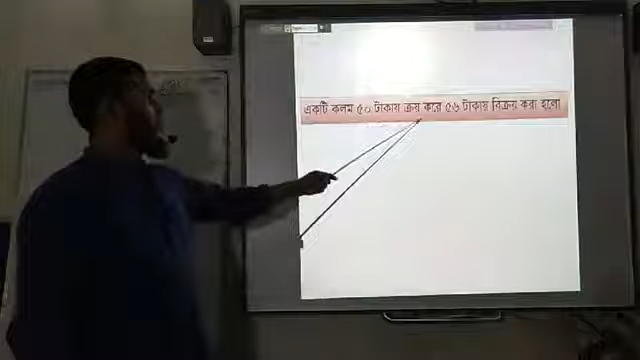 একটি কলম ৫০ টাকায় ক্রয় করে ৫৬ টাকায় বিক্রয় করা হলো